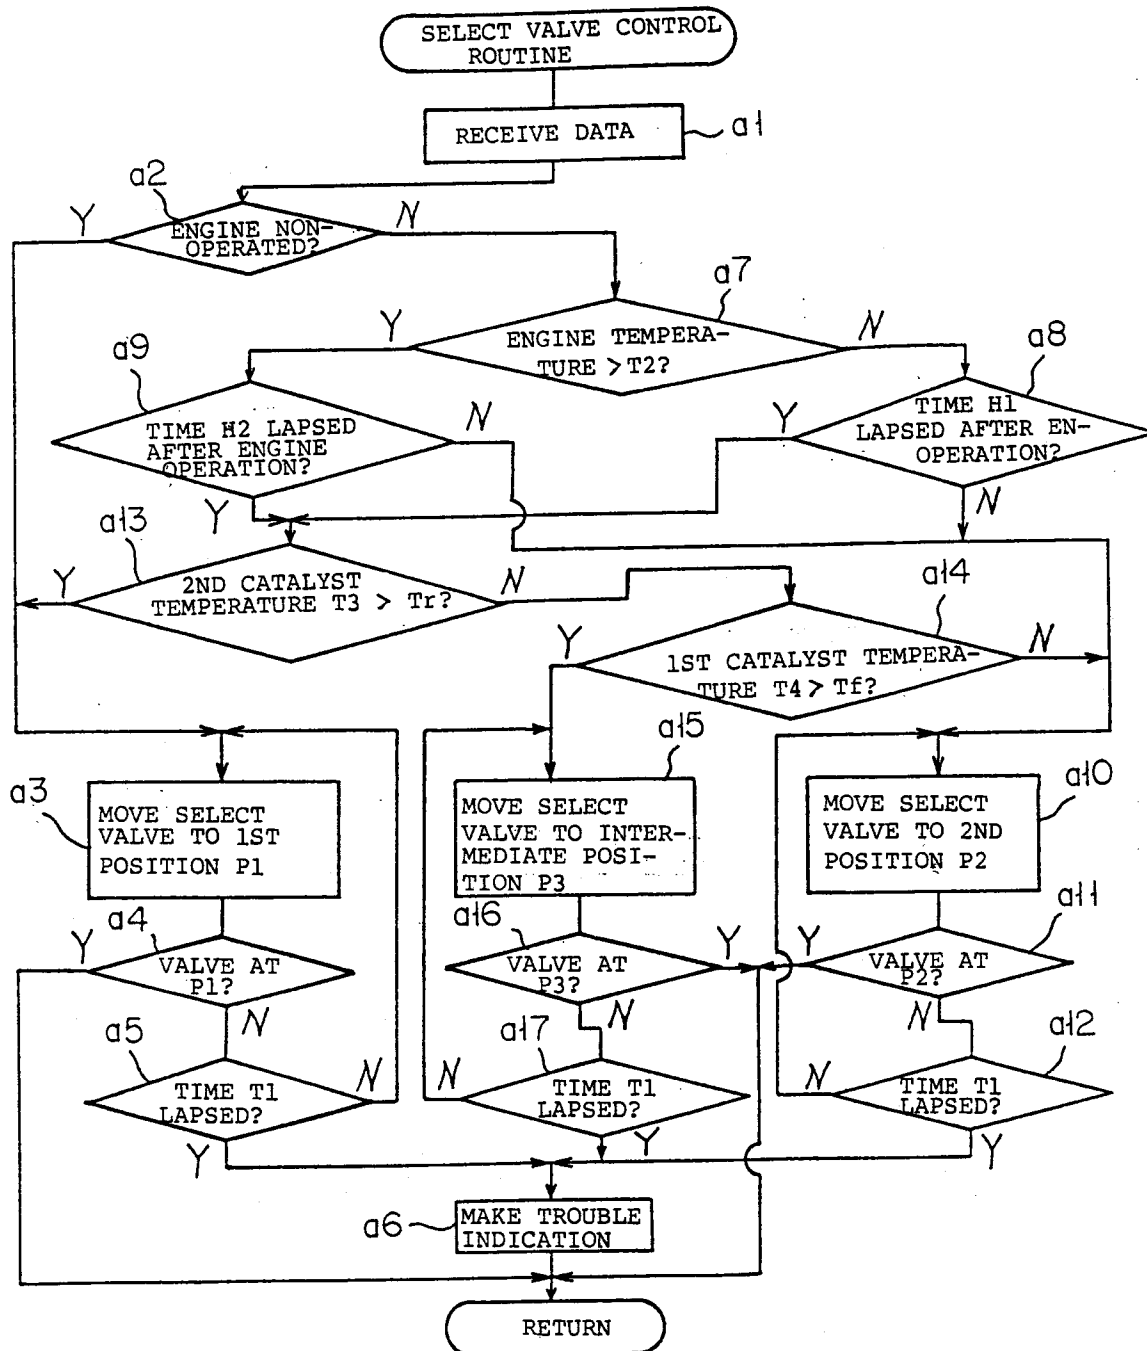 SELECT VALVE CONTROL
ROUTINE
RECEIVE DATA
a1
a2
Y
N
ENGINE NON-
OPERATED?
a7
Y
N
ENGINE TEMPERA-
TURE > T2?
a9
a8
TIME H2 LAPSED
AFTER ENGINE
OPERATION?
N
Y
Y
TIME H1
LAPSED AFTER EN-
OPERATION?
N
a13
Y
2ND CATALYST
TEMPERATURE T3 > Tr?
N
a14
Y
1ST CATALYST TEMPERA-
TURE T4 > Tf?
N
a3
MOVE SELECT
VALVE TO 1ST
POSITION P1
a15
MOVE SELECT
VALVE TO INTER-
MEDIATE POSI-
TION P3
a10
MOVE SELECT
VALVE TO 2ND
POSITION P2
a4
Y
VALVE AT
P1?
N
a16
VALVE AT
P3?
Y
N
a11
Y
VALVE AT
P2?
N
a5
TIME T1
LAPSED?
N
Y
a17
N
TIME T1
LAPSED?
Y
a12
N
TIME T1
LAPSED?
Y
a6
MAKE TROUBLE
INDICATION
RETURN